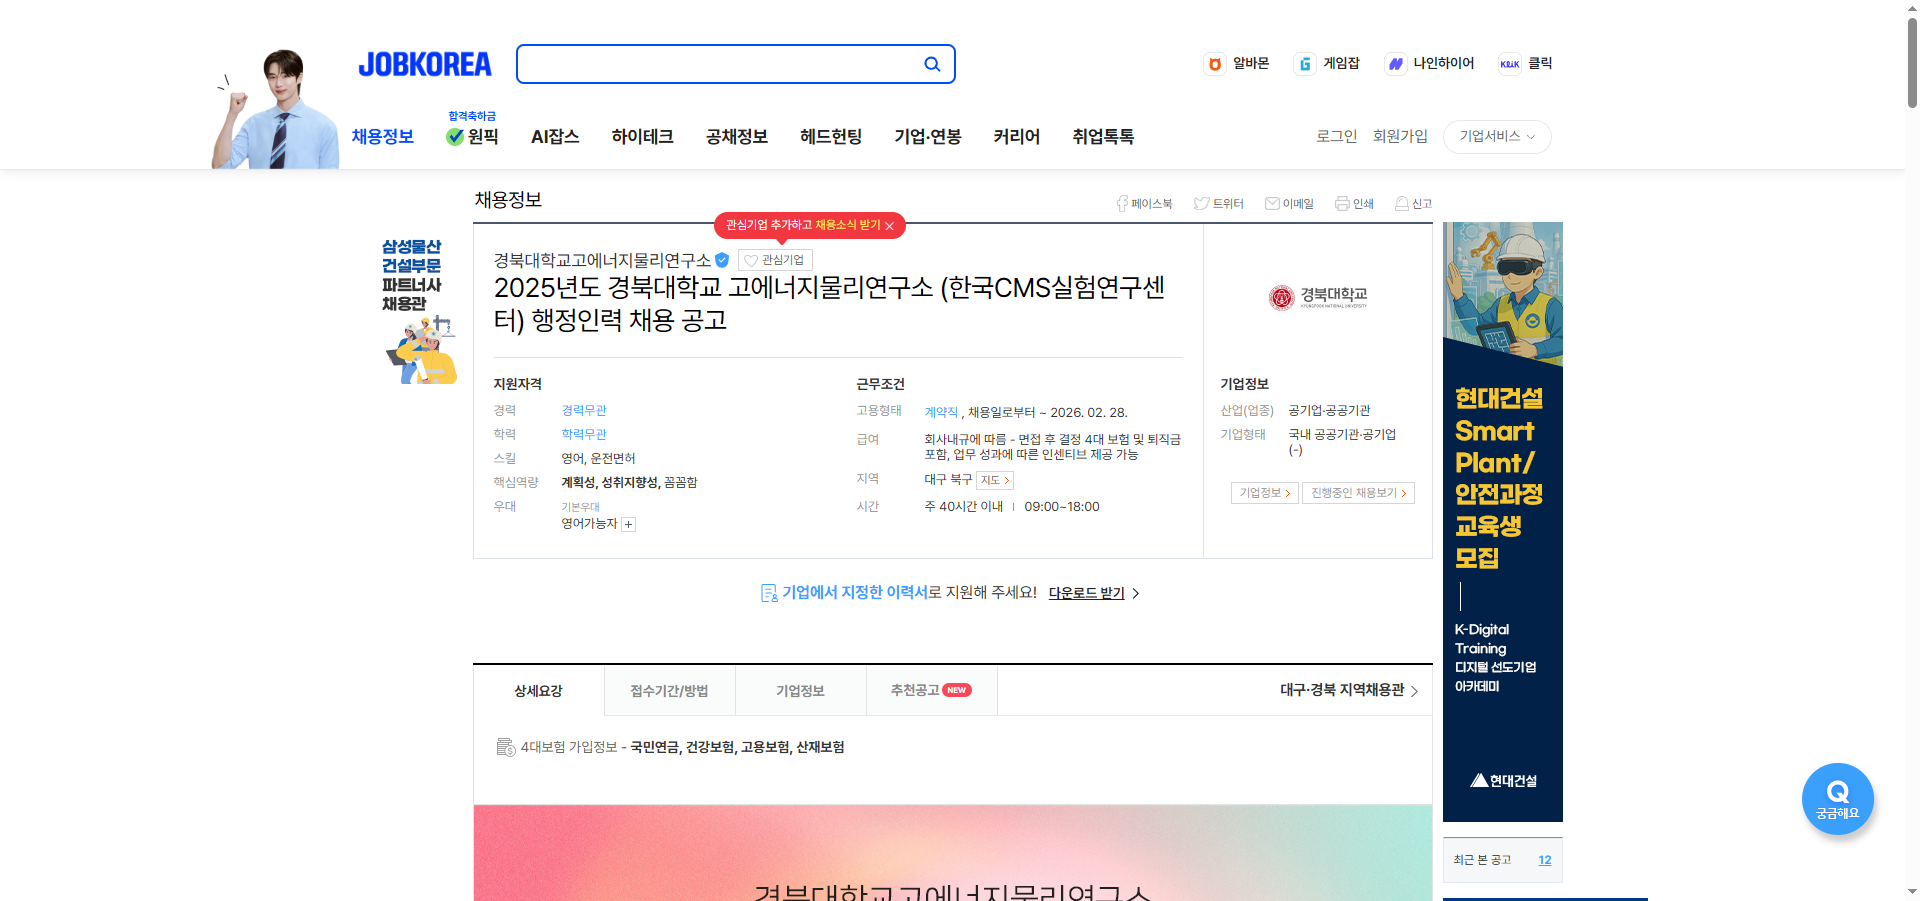 JOBKOREA
알바몬
게임잡
나인하이어
KLiK 클릭
채용정보
합격축하금
원픽
AI잡스
하이테크
공채정보
헤드헌팅
기업·연봉
커리어
취업톡톡
로그인
회원가입
기업서비스
채용정보
페이스북
트위터
이메일
인쇄
신고
관심기업 추가하고 채용소식 받기
경북대학교고에너지물리연구소
관심기업
2025년도 경북대학교 고에너지물리연구소 (한국CMS실험연구센
터) 행정인력 채용 공고
지원자격
경력 경력무관
학력 학력무관
스킬 영어, 운전면허
핵심역량 계획성, 성취지향성, 꼼꼼함
우대 기본우대
영어가능자 +
근무조건
고용형태 계약직 , 채용일로부터 ~ 2026. 02. 28.
급여 회사내규에 따름 - 면접 후 결정 4대 보험 및 퇴직금
포함, 업무 성과에 따른 인센티브 제공 가능
지역 대구 북구 지도
시간 주 40시간 이내 09:00~18:00
경북대학교
KYUNGPOOK NATIONAL UNIVERSITY
기업정보
산업(업종) 공기업·공공기관
기업형태 국내 공공기관·공기업
(-)
기업정보
진행중인 채용보기
기업에서 지정한 이력서로 지원해 주세요! 다운로드 받기
상세요강
접수기간/방법
기업정보
추천공고 NEW
대구·경북 지역채용관
4대보험 가입정보 - 국민연금, 건강보험, 고용보험, 산재보험
경북대학교고에너지물리연구소
삼성물산
건설부문
파트너사
채용관
현대건설
Smart
Plant/
안전과정
교육생
모집
K-Digital
Training
디지털 선도기업
아카데미
현대건설
최근 본 공고 12
Q
궁금해요